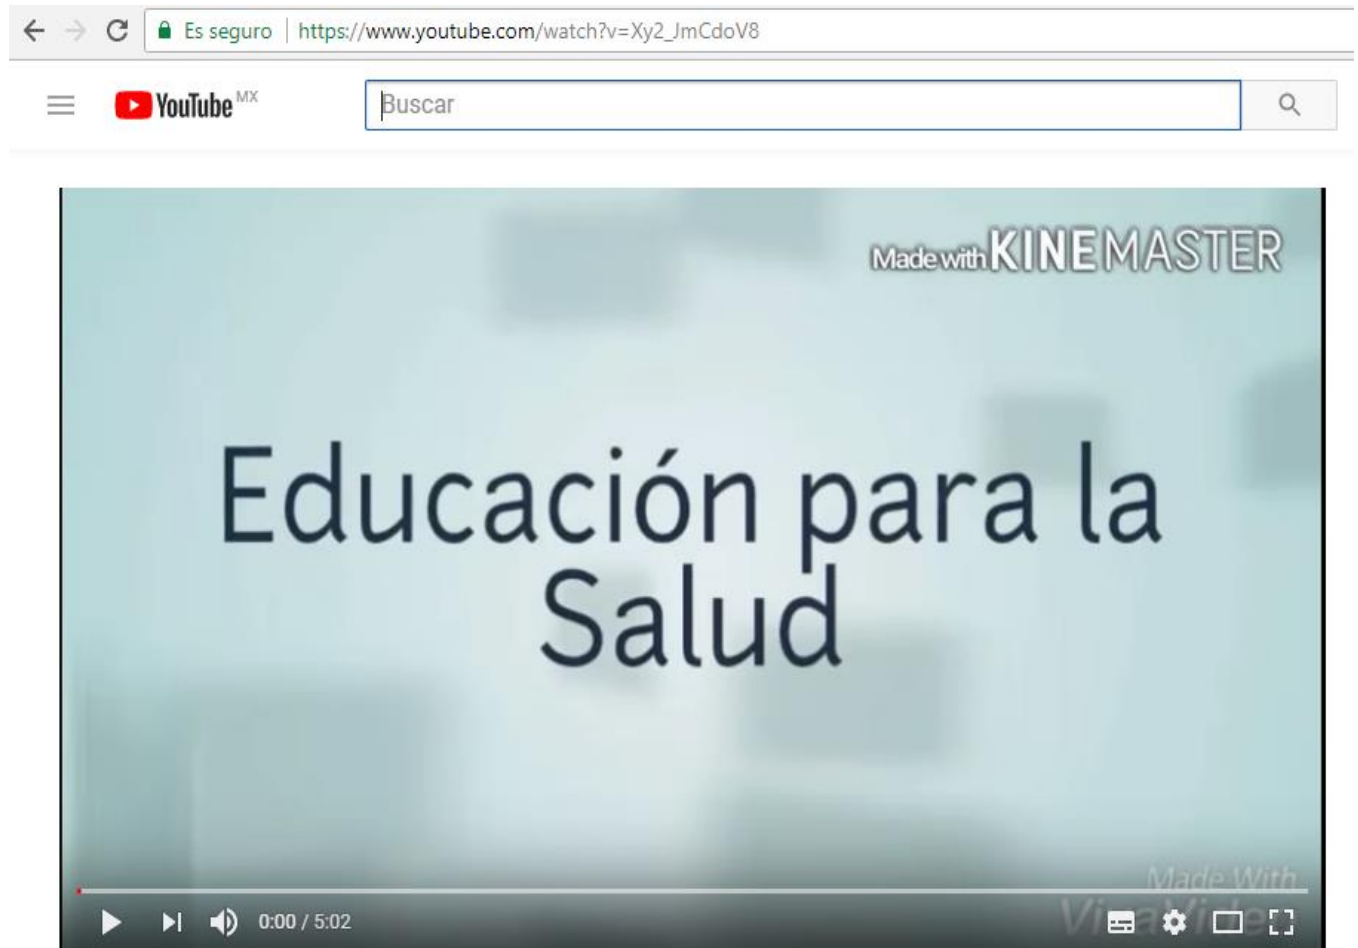 Es seguro https://www.youtube.com/watch?v=Xy2_JmCdoV8
YouTube MX
Buscar
Made with KINEMASTER
Educación para la
Salud
Made With
VivaVideo
0:00 / 5:02